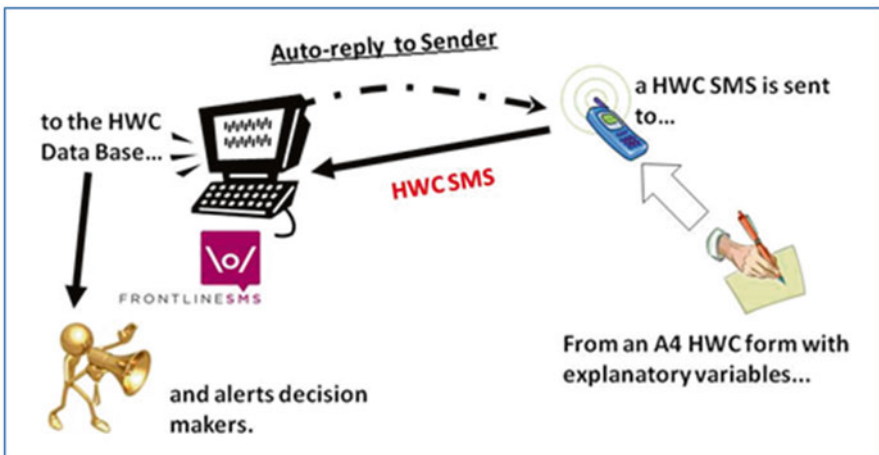 Auto-reply to Sender
a HWC SMS is sent
to...
to the HWC
Data Base...
HWC SMS
\o/
FRONTLINESMS
From an A4 HWC form with
explanatory variables...
and alerts decision
makers.